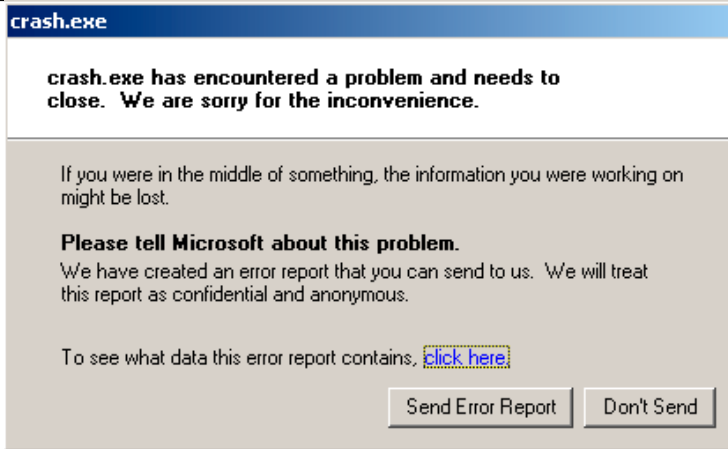 crash.exe
crash.exe has encountered a problem and needs to
close.  We are sorry for the inconvenience.
If you were in the middle of something, the information you were working on
might be lost.
Please tell Microsoft about this problem.
We have created an error report that you can send to us.  We will treat
this report as confidential and anonymous.
To see what data this error report contains, click here.
Send Error Report
Don't Send